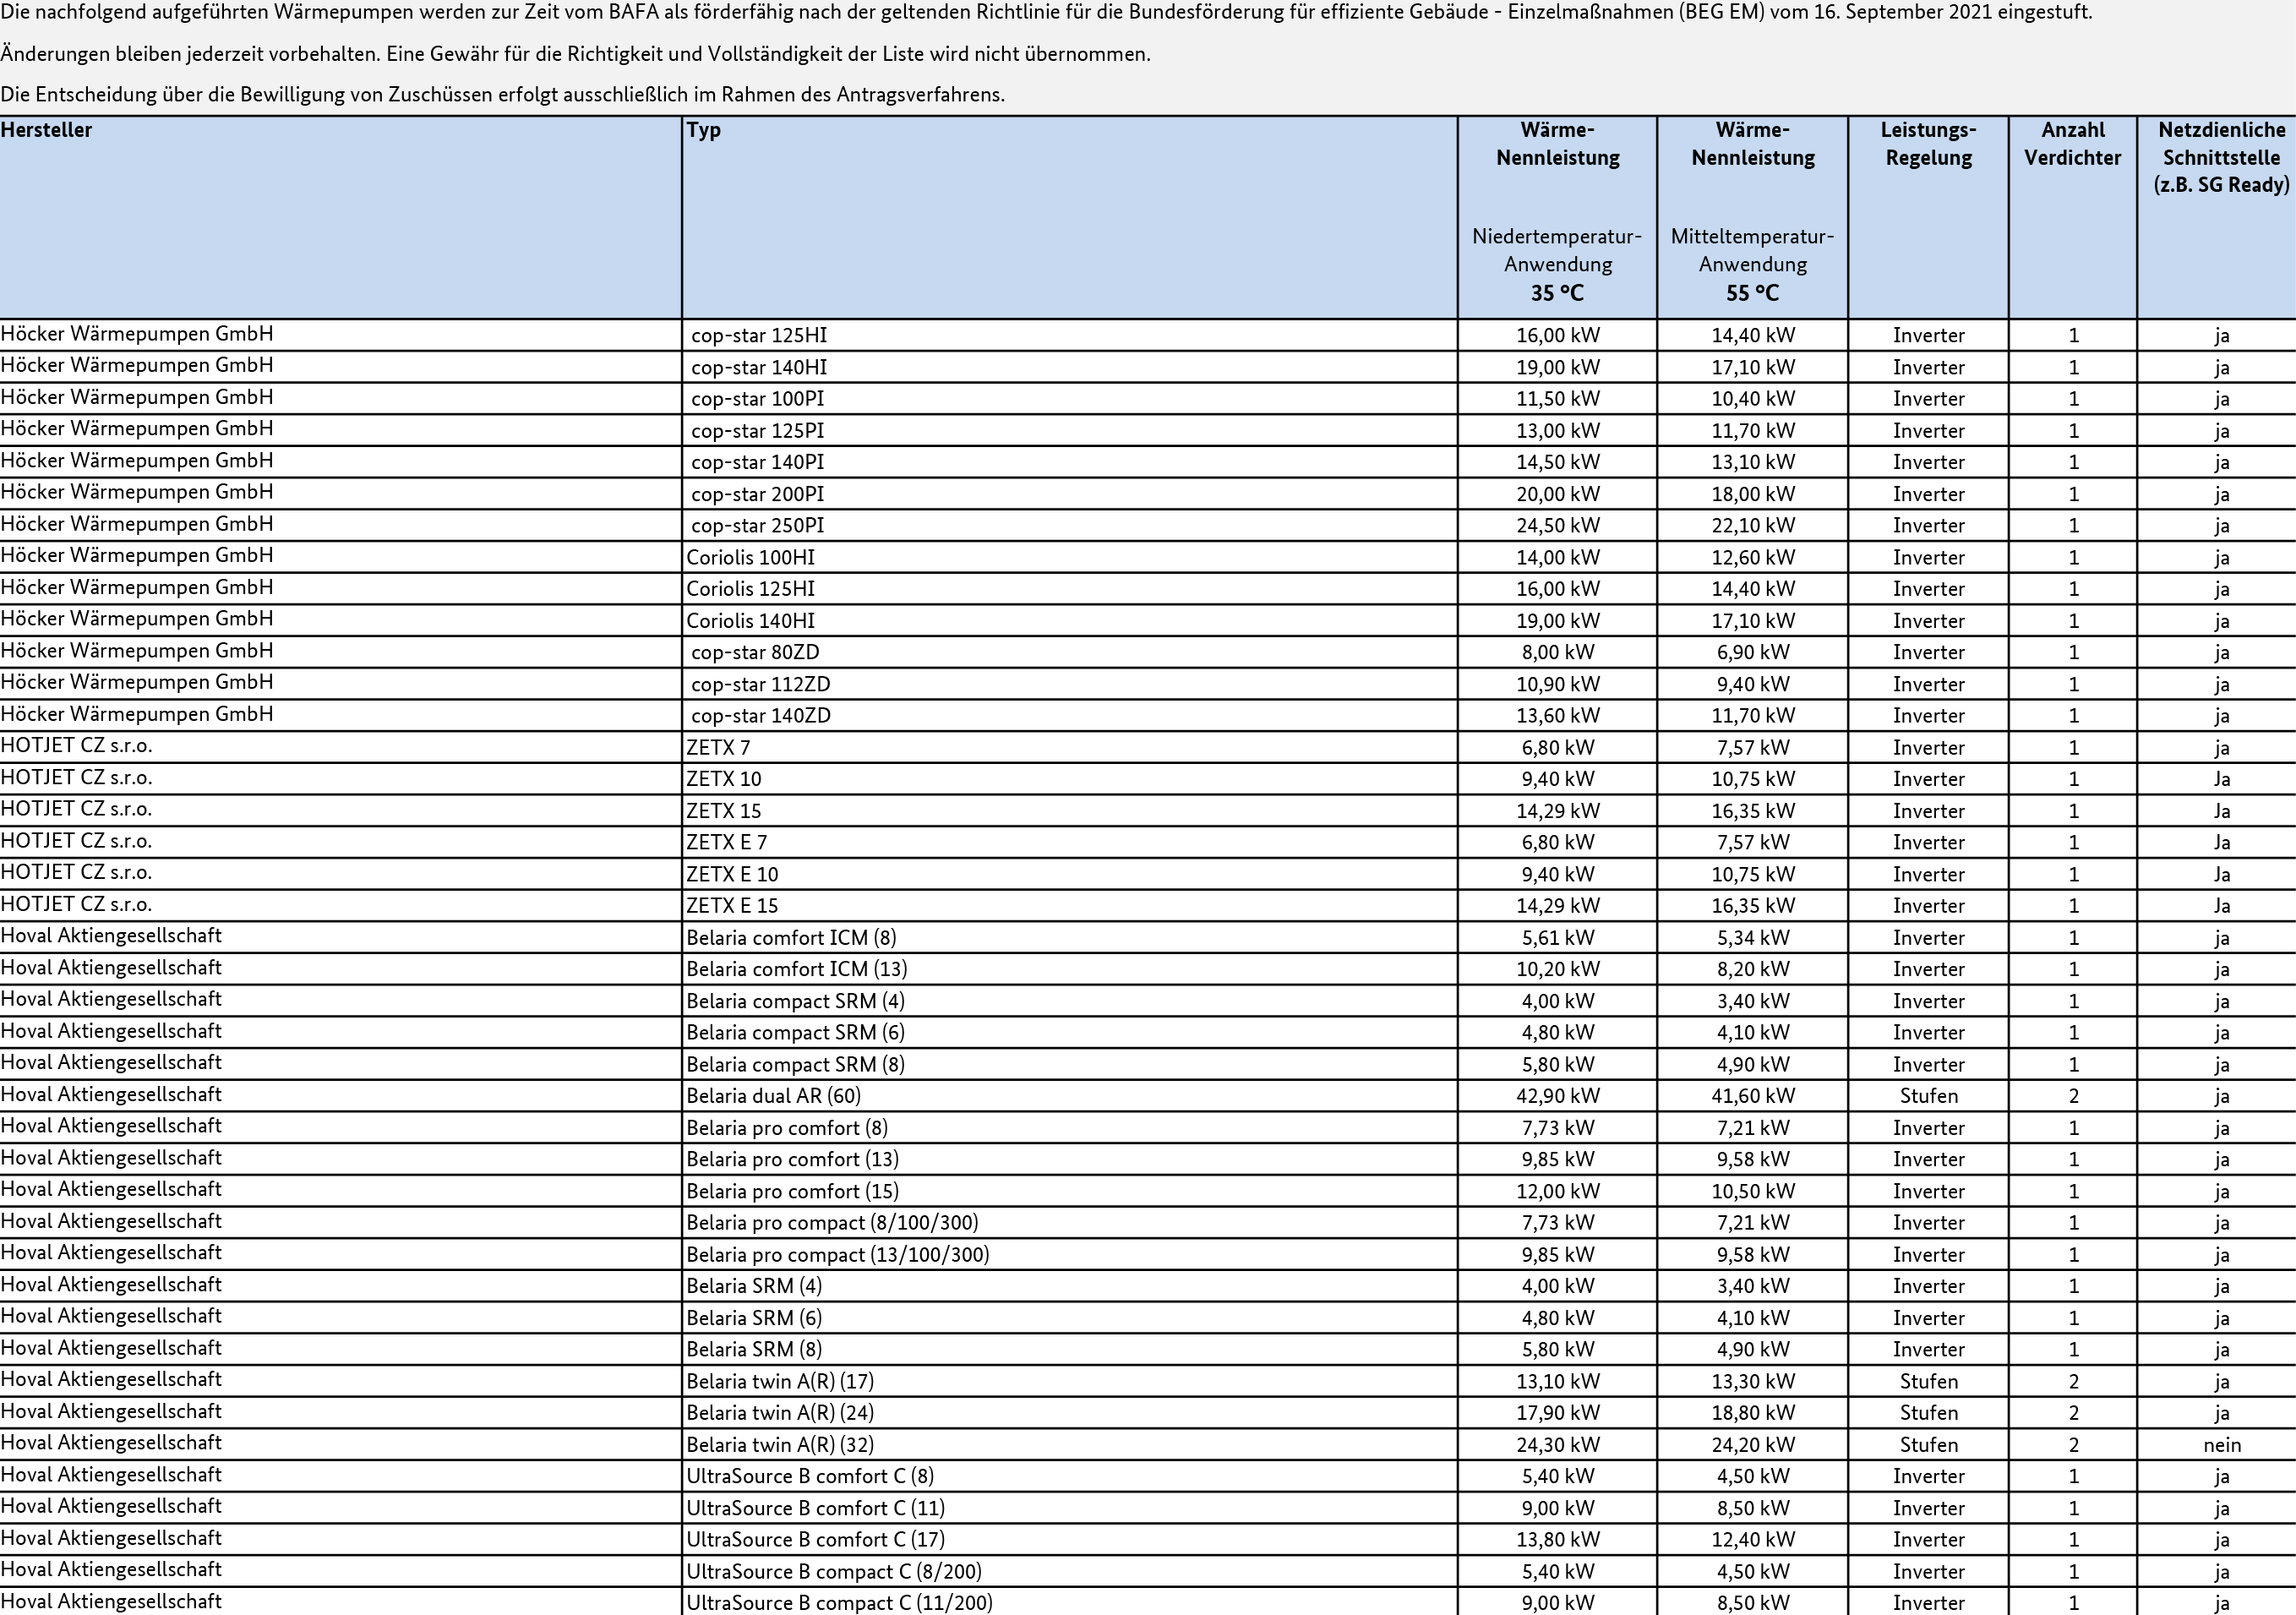 Die nachfolgend aufgeführten Wärmepumpen werden zur Zeit vom BAFA als förderfähig nach der geltenden Richtlinie für die Bundesförderung für effiziente Gebäude - Einzelmaßnahmen (BEG EM) vom 16. September 2021 eingestuft.
Änderungen bleiben jederzeit vorbehalten. Eine Gewähr für die Richtigkeit und Vollständigkeit der Liste wird nicht übernommen.
Die Entscheidung über die Bewilligung von Zuschüssen erfolgt ausschließlich im Rahmen des Antragsverfahrens.
Hersteller Typ Wärme- Wärme- Leistungs- Anzahl Netzdienliche
Nennleistung Nennleistung Regelung Verdichter Schnittstelle
(z.B. SG Ready)
Niedertemperatur- Mitteltemperatur-
Anwendung Anwendung
35 °C 55 °C
Höcker Wärmepumpen GmbH cop-star 125HI 16,00 kW 14,40 kW Inverter 1 ja
Höcker Wärmepumpen GmbH cop-star 140HI 19,00 kW 17,10 kW Inverter 1 ja
Höcker Wärmepumpen GmbH cop-star 100PI 11,50 kW 10,40 kW Inverter 1 ja
Höcker Wärmepumpen GmbH cop-star 125PI 13,00 kW 11,70 kW Inverter 1 ja
Höcker Wärmepumpen GmbH cop-star 140PI 14,50 kW 13,10 kW Inverter 1 ja
Höcker Wärmepumpen GmbH cop-star 200PI 20,00 kW 18,00 kW Inverter 1 ja
Höcker Wärmepumpen GmbH cop-star 250PI 24,50 kW 22,10 kW Inverter 1 ja
Höcker Wärmepumpen GmbH Coriolis 100HI 14,00 kW 12,60 kW Inverter 1 ja
Höcker Wärmepumpen GmbH Coriolis 125HI 16,00 kW 14,40 kW Inverter 1 ja
Höcker Wärmepumpen GmbH Coriolis 140HI 19,00 kW 17,10 kW Inverter 1 ja
Höcker Wärmepumpen GmbH cop-star 80ZD 8,00 kW 6,90 kW Inverter 1 ja
Höcker Wärmepumpen GmbH cop-star 112ZD 10,90 kW 9,40 kW Inverter 1 ja
Höcker Wärmepumpen GmbH cop-star 140ZD 13,60 kW 11,70 kW Inverter 1 ja
HOTJET CZ s.r.o. ZETX 7 6,80 kW 7,57 kW Inverter 1 ja
HOTJET CZ s.r.o. ZETX 10 9,40 kW 10,75 kW Inverter 1 Ja
HOTJET CZ s.r.o. ZETX 15 14,29 kW 16,35 kW Inverter 1 Ja
HOTJET CZ s.r.o. ZETX E 7 6,80 kW 7,57 kW Inverter 1 Ja
HOTJET CZ s.r.o. ZETX E 10 9,40 kW 10,75 kW Inverter 1 Ja
HOTJET CZ s.r.o. ZETX E 15 14,29 kW 16,35 kW Inverter 1 Ja
Hoval Aktiengesellschaft Belaria comfort ICM (8) 5,61 kW 5,34 kW Inverter 1 ja
Hoval Aktiengesellschaft Belaria comfort ICM (13) 10,20 kW 8,20 kW Inverter 1 ja
Hoval Aktiengesellschaft Belaria compact SRM (4) 4,00 kW 3,40 kW Inverter 1 ja
Hoval Aktiengesellschaft Belaria compact SRM (6) 4,80 kW 4,10 kW Inverter 1 ja
Hoval Aktiengesellschaft Belaria compact SRM (8) 5,80 kW 4,90 kW Inverter 1 ja
Hoval Aktiengesellschaft Belaria dual AR (60) 42,90 kW 41,60 kW Stufen 2 ja
Hoval Aktiengesellschaft Belaria pro comfort (8) 7,73 kW 7,21 kW Inverter 1 ja
Hoval Aktiengesellschaft Belaria pro comfort (13) 9,85 kW 9,58 kW Inverter 1 ja
Hoval Aktiengesellschaft Belaria pro comfort (15) 12,00 kW 10,50 kW Inverter 1 ja
Hoval Aktiengesellschaft Belaria pro compact (8/100/300) 7,73 kW 7,21 kW Inverter 1 ja
Hoval Aktiengesellschaft Belaria pro compact (13/100/300) 9,85 kW 9,58 kW Inverter 1 ja
Hoval Aktiengesellschaft Belaria SRM (4) 4,00 kW 3,40 kW Inverter 1 ja
Hoval Aktiengesellschaft Belaria SRM (6) 4,80 kW 4,10 kW Inverter 1 ja
Hoval Aktiengesellschaft Belaria SRM (8) 5,80 kW 4,90 kW Inverter 1 ja
Hoval Aktiengesellschaft Belaria twin A(R) (17) 13,10 kW 13,30 kW Stufen 2 ja
Hoval Aktiengesellschaft Belaria twin A(R) (24) 17,90 kW 18,80 kW Stufen 2 ja
Hoval Aktiengesellschaft Belaria twin A(R) (32) 24,30 kW 24,20 kW Stufen 2 nein
Hoval Aktiengesellschaft UltraSource B comfort C (8) 5,40 kW 4,50 kW Inverter 1 ja
Hoval Aktiengesellschaft UltraSource B comfort C (11) 9,00 kW 8,50 kW Inverter 1 ja
Hoval Aktiengesellschaft UltraSource B comfort C (17) 13,80 kW 12,40 kW Inverter 1 ja
Hoval Aktiengesellschaft UltraSource B compact C (8/200) 5,40 kW 4,50 kW Inverter 1 ja
Hoval Aktiengesellschaft UltraSource B compact C (11/200) 9,00 kW 8,50 kW Inverter 1 ja